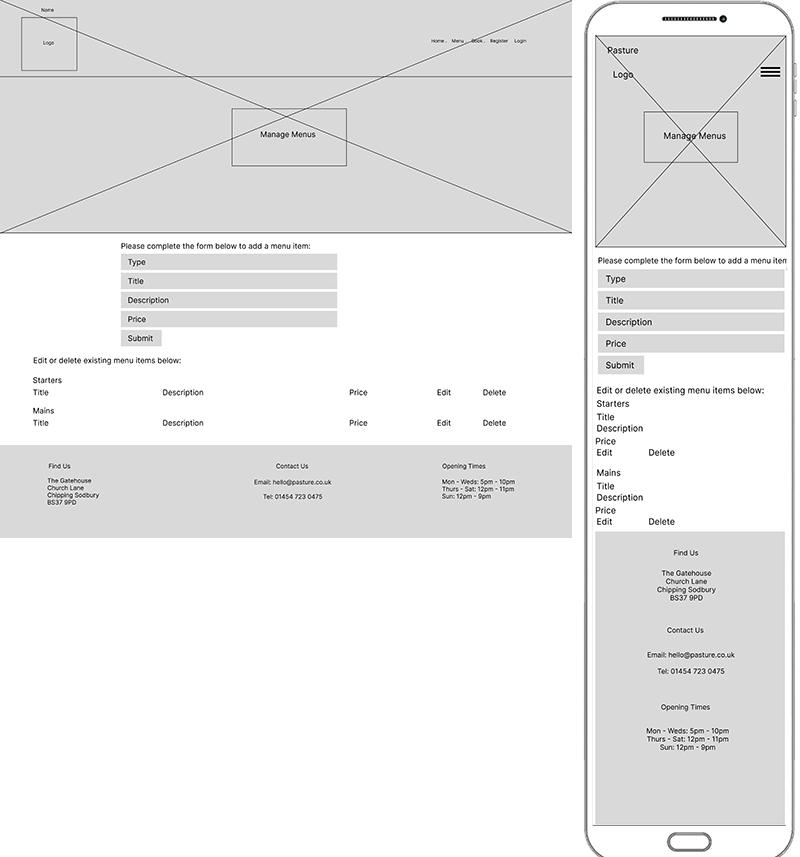 Name
Logo
Home . Menu . Book . Register Login
Manage Menus
Please complete the form below to add a menu item:
Type
Title
Description
Price
Submit
Edit or delete existing menu items below:
Starters
Title Description Price Edit Delete
Mains
Title Description Price Edit Delete
Find Us
The Gatehouse
Church Lane
Chipping Sodbury
BS37 9PD
Contact Us
Email: hello@pasture.co.uk
Tel: 01454 723 0475
Opening Times
Mon - Weds: 5pm - 10pm
Thurs - Sat: 12pm - 11pm
Sun: 12pm - 9pm
Pasture
Logo
Manage Menus
Please complete the form below to add a menu iten
Type
Title
Description
Price
Submit
Edit or delete existing menu items below:
Starters
Title
Description
Price
Edit Delete
Mains
Title
Description
Price
Edit Delete
Find Us
The Gatehouse
Church Lane
Chipping Sodbury
BS37 9PD
Contact Us
Email: hello@pasture.co.uk
Tel: 01454 723 0475
Opening Times
Mon - Weds: 5pm - 10pm
Thurs - Sat: 12pm - 11pm
Sun: 12pm - 9pm